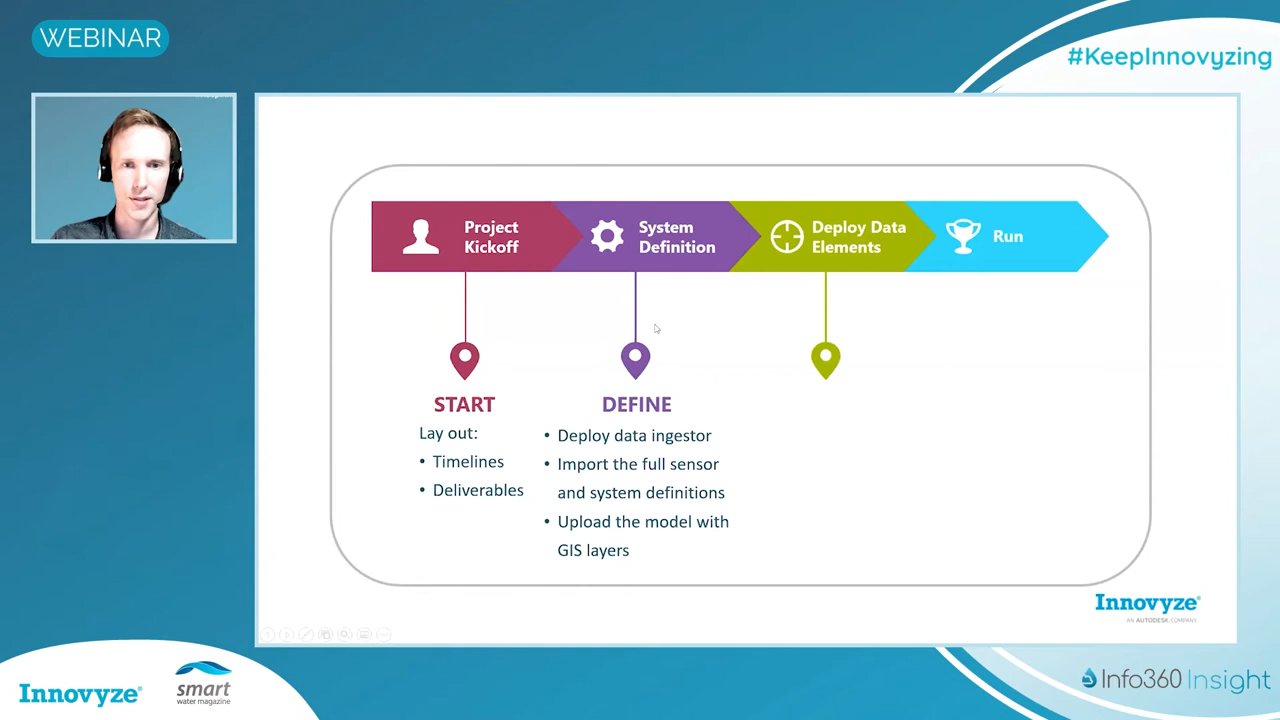 WEBINAR
#KeepInnovyzing
Project
Kickoff
System
Definition
Deploy Data
Elements
Run
START
Lay out:
• Timelines
• Deliverables
DEFINE
• Deploy data ingestor
• Import the full sensor
and system definitions
• Upload the model with
GIS layers
Innovyze®
AN AUTODESK COMPANY
Innovyze®
smart
water magazine
Info360 Insight